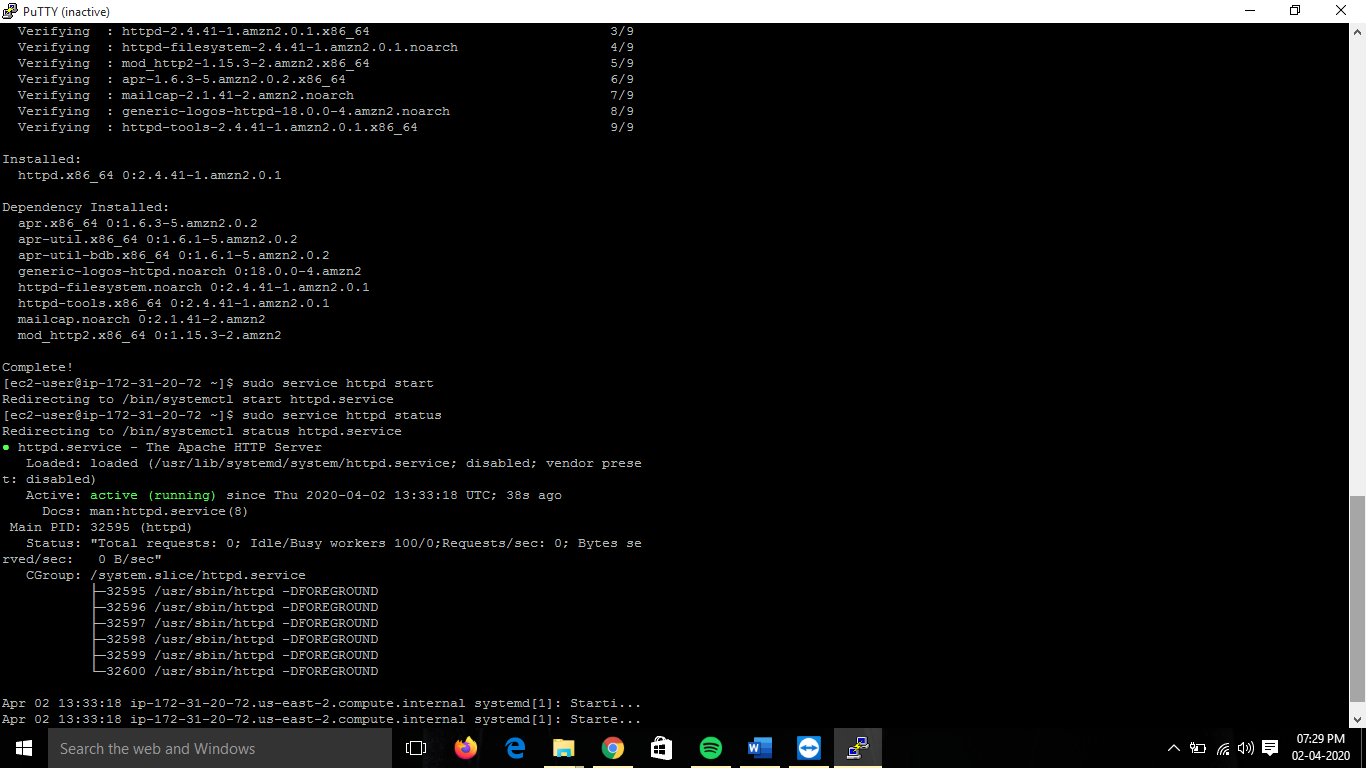 PuTTY (inactive)
Verifying : httpd-2.4.41-1.amzn2.0.1.x86_64 3/9
Verifying : httpd-filesystem-2.4.41-1.amzn2.0.1.noarch 4/9
Verifying : mod_http2-1.15.3-2.amzn2.x86_64 5/9
Verifying : apr-1.6.3-5.amzn2.0.2.x86_64 6/9
Verifying : mailcap-2.1.41-2.amzn2.noarch 7/9
Verifying : generic-logos-httpd-18.0.0-4.amzn2.noarch 8/9
Verifying : httpd-tools-2.4.41-1.amzn2.0.1.x86_64 9/9
Installed:
httpd.x86_64 0:2.4.41-1.amzn2.0.1
Dependency Installed:
apr.x86_64 0:1.6.3-5.amzn2.0.2
apr-util.x86_64 0:1.6.1-5.amzn2.0.2
apr-util-bdb.x86_64 0:1.6.1-5.amzn2.0.2
generic-logos-httpd.noarch 0:18.0.0-4.amzn2
httpd-filesystem.noarch 0:2.4.41-1.amzn2.0.1
httpd-tools.x86_64 0:2.4.41-1.amzn2.0.1
mailcap.noarch 0:2.1.41-2.amzn2
mod_http2.x86_64 0:1.15.3-2.amzn2
Complete!
[ec2-user@ip-172-31-20-72 ~]$ sudo service httpd start
Redirecting to /bin/systemctl start httpd.service
[ec2-user@ip-172-31-20-72 ~]$ sudo service httpd status
Redirecting to /bin/systemctl status httpd.service
● httpd.service - The Apache HTTP Server
Loaded: loaded (/usr/lib/systemd/system/httpd.service; disabled; vendor prese
t: disabled)
Active: active (running) since Thu 2020-04-02 13:33:18 UTC; 38s ago
Docs: man:httpd.service(8)
Main PID: 32595 (httpd)
Status: "Total requests: 0; Idle/Busy workers 100/0;Requests/sec: 0; Bytes se
rved/sec:   0 B/sec"
CGroup: /system.slice/httpd.service
├─32595 /usr/sbin/httpd -DFOREGROUND
├─32596 /usr/sbin/httpd -DFOREGROUND
├─32597 /usr/sbin/httpd -DFOREGROUND
├─32598 /usr/sbin/httpd -DFOREGROUND
├─32599 /usr/sbin/httpd -DFOREGROUND
└─32600 /usr/sbin/httpd -DFOREGROUND
Apr 02 13:33:18 ip-172-31-20-72.us-east-2.compute.internal systemd[1]: Starti...
Apr 02 13:33:18 ip-172-31-20-72.us-east-2.compute.internal systemd[1]: Starte...
Search the web and Windows
07:29 PM
02-04-2020